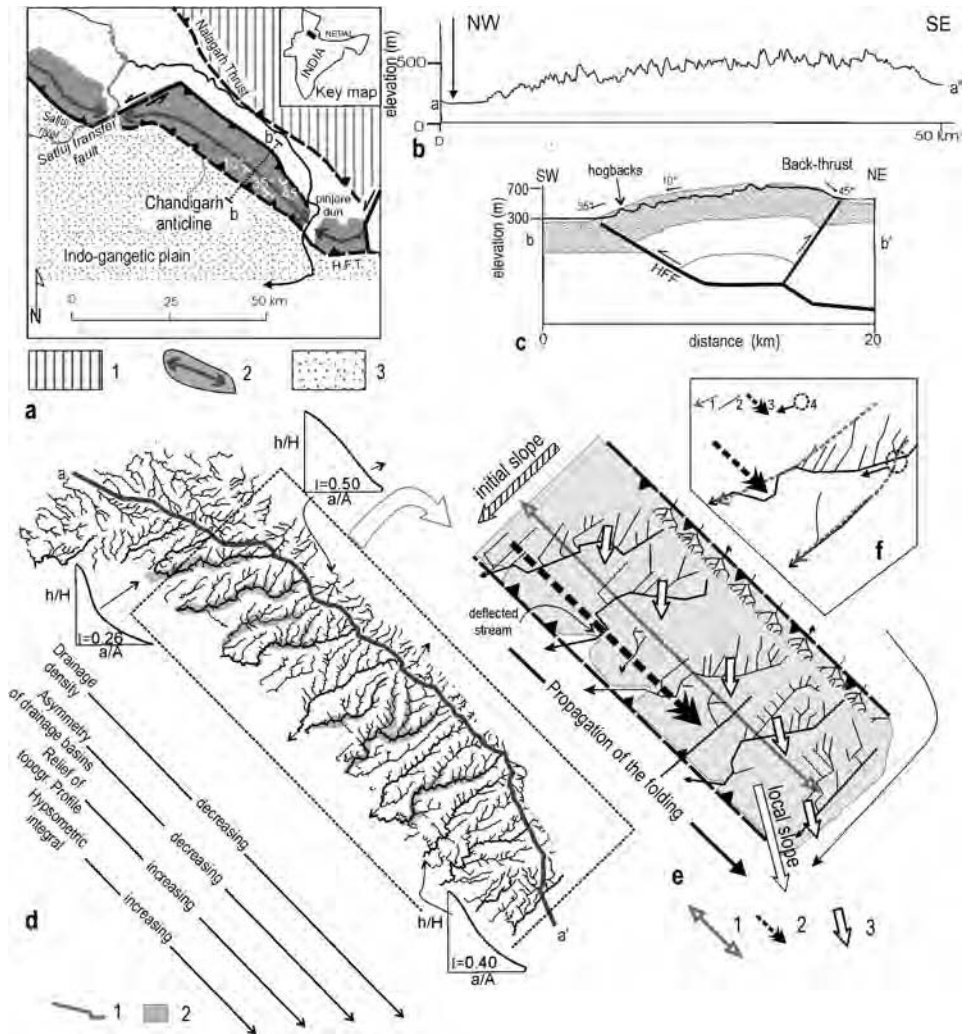 NEPAL
INDIA
Key map
Nalagarh Thrust
Satluj
river
Satluj transfer
fault
b'
b
pinjore
dun
Chandigarh
anticline
H.F.T.
Indo-gangetic plain
N
0 25 50 km
1 2 3
a
NW SE
elevation (m)
500
0
a a'
0 50 km
b
SW NE
hogbacks
Back-thrust
10°
35°
45°
700
300
elevation (m)
b b'
HFF
0 20
distance (km)
c
a
h/H
I=0.50
a/A
h/H
I=0.26
a/A
h/H
I=0.40
a/A
a'
Drainage
density
decreasing
Asymmetry
of drainage basins
decreasing
Relief of
topogr. Profile
increasing
Hypsometric
integral
increasing
d
1 2
initial slope
deflected
stream
Propagation of the folding
local slope
e
1 2 3
1 2 3 4
f